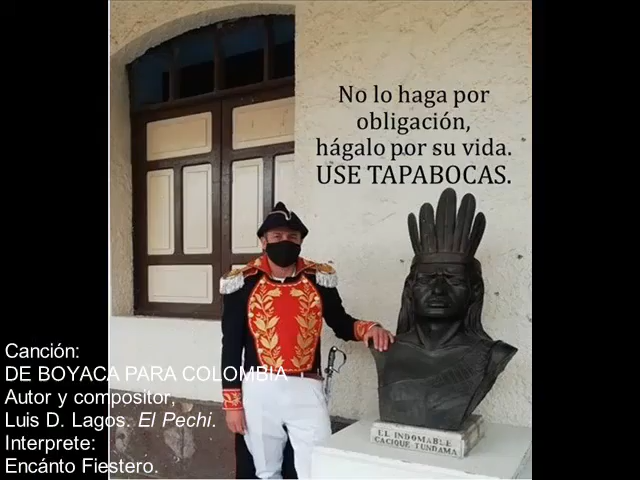 No lo haga por
obligación,
hágalo por su vida.
USE TAPABOCAS.
EL INDOMABLE
CACIQUE TUNDAMA
Canción:
DE BOYACA PARA COLOMBIA
Autor y compositor,
Luis D. Lagos. El Pechi.
Interprete:
Encánto Fiestero.